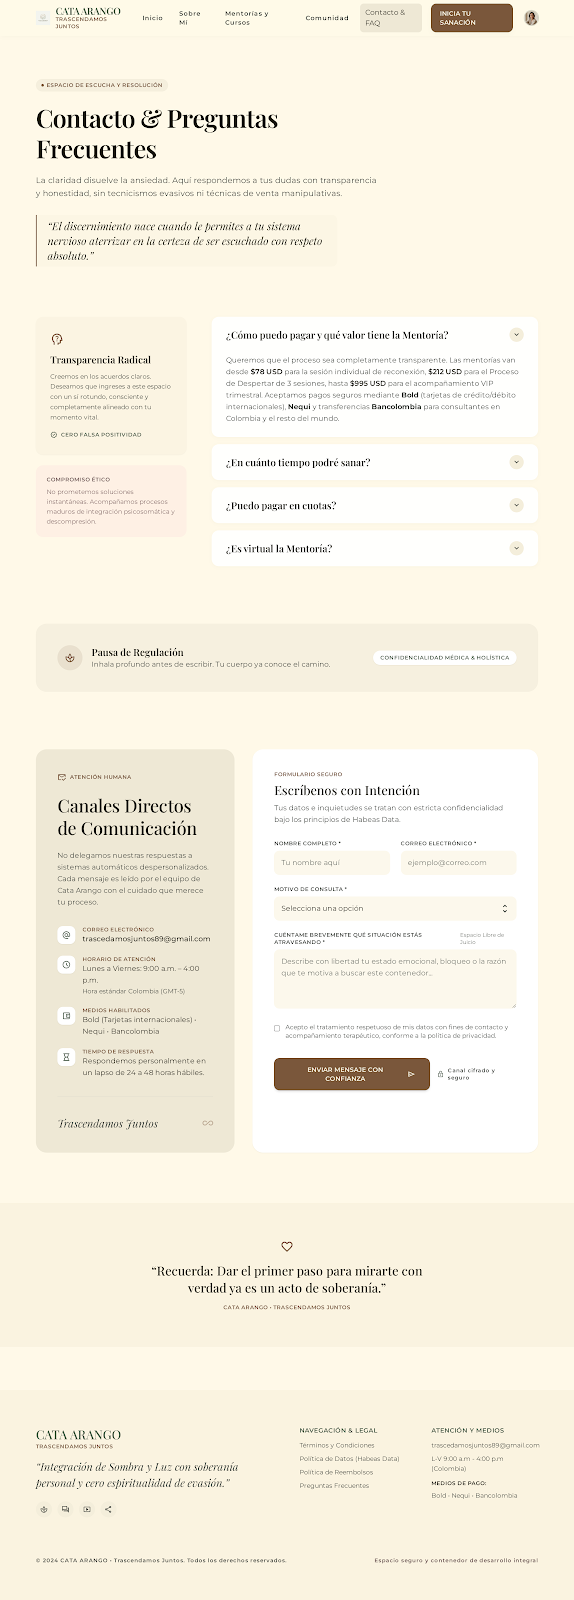 CATA ARANGO
TRASCENDAMOS
JUNTOS
Inicio
Sobre
Mí
Mentorías y
Cursos
Comunidad
Contacto &
FAQ
INICIA TU
SANACIÓN
ESPACIO DE ESCUCHA Y RESOLUCIÓN
Contacto & Preguntas
Frecuentes
La claridad disuelve la ansiedad. Aquí respondemos a tus dudas con transparencia
y honestidad, sin tecnicismos evasivos ni técnicas de venta manipulativas.
“El discernimiento nace cuando le permites a tu sistema
nervioso aterrizar en la certeza de ser escuchado con respeto
absoluto.”
Transparencia Radical
Creemos en los acuerdos claros.
Deseamos que ingreses a este espacio
con un sí rotundo, consciente y
completamente alineado con tu
momento vital.
CERO FALSA POSITIVIDAD
COMPROMISO ÉTICO
No prometemos soluciones
instantáneas. Acompañamos procesos
maduros de integración psicosomática y
descompresión.
¿Cómo puedo pagar y qué valor tiene la Mentoría?
Queremos que el proceso sea completamente transparente. Las mentorías van
desde $78 USD para la sesión individual de reconexión, $212 USD para el Proceso
de Despertar de 3 sesiones, hasta $995 USD para el acompañamiento VIP
trimestral. Aceptamos pagos seguros mediante Bold (tarjetas de crédito/débito
internacionales), Nequi y transferencias Bancolombia para consultantes en
Colombia y el resto del mundo.
¿En cuánto tiempo podré sanar?
¿Puedo pagar en cuotas?
¿Es virtual la Mentoría?
Pausa de Regulación
Inhala profundo antes de escribir. Tu cuerpo ya conoce el camino.
CONFIDENCIALIDAD MÉDICA & HOLÍSTICA
ATENCIÓN HUMANA
Canales Directos
de Comunicación
No delegamos nuestras respuestas a
sistemas automáticos despersonalizados.
Cada mensaje es leído por el equipo de
Cata Arango con el cuidado que merece
tu proceso.
CORREO ELECTRÓNICO
trascedamosjuntos89@gmail.com
HORARIO DE ATENCIÓN
Lunes a Viernes: 9:00 a.m. – 4:00
p.m.
Hora estándar Colombia (GMT-5)
MEDIOS HABILITADOS
Bold (Tarjetas internacionales) •
Nequi • Bancolombia
TIEMPO DE RESPUESTA
Respondemos personalmente en
un lapso de 24 a 48 horas hábiles.
Trascendamos Juntos
FORMULARIO SEGURO
Escríbenos con Intención
Tus datos e inquietudes se tratan con estricta confidencialidad
bajo los principios de Habeas Data.
NOMBRE COMPLETO *
CORREO ELECTRÓNICO *
Tu nombre aquí
ejemplo@correo.com
MOTIVO DE CONSULTA *
Selecciona una opción
CUÉNTAME BREVEMENTE QUÉ SITUACIÓN ESTÁS
ATRAVESANDO *
Espacio Libre de
Juicio
Describe con libertad tu estado emocional, bloqueo o la razón
que te motiva a buscar este contenedor...
Acepto el tratamiento respetuoso de mis datos con fines de contacto y
acompañamiento terapéutico, conforme a la política de privacidad.
ENVIAR MENSAJE CON
CONFIANZA
Canal cifrado y
seguro
“Recuerda: Dar el primer paso para mirarte con
verdad ya es un acto de soberanía.”
CATA ARANGO • TRASCENDAMOS JUNTOS
CATA ARANGO
TRASCENDAMOS JUNTOS
“Integración de Sombra y Luz con soberanía
personal y cero espiritualidad de evasión.”
NAVEGACIÓN & LEGAL
Términos y Condiciones
Política de Datos (Habeas Data)
Política de Reembolsos
Preguntas Frecuentes
ATENCIÓN Y MEDIOS
trascedamosjuntos89@gmail.com
L-V 9:00 a.m - 4:00 p.m
(Colombia)
MEDIOS DE PAGO:
Bold • Nequi • Bancolombia
© 2024 CATA ARANGO • Trascendamos Juntos. Todos los derechos reservados.
Espacio seguro y contenedor de desarrollo integral